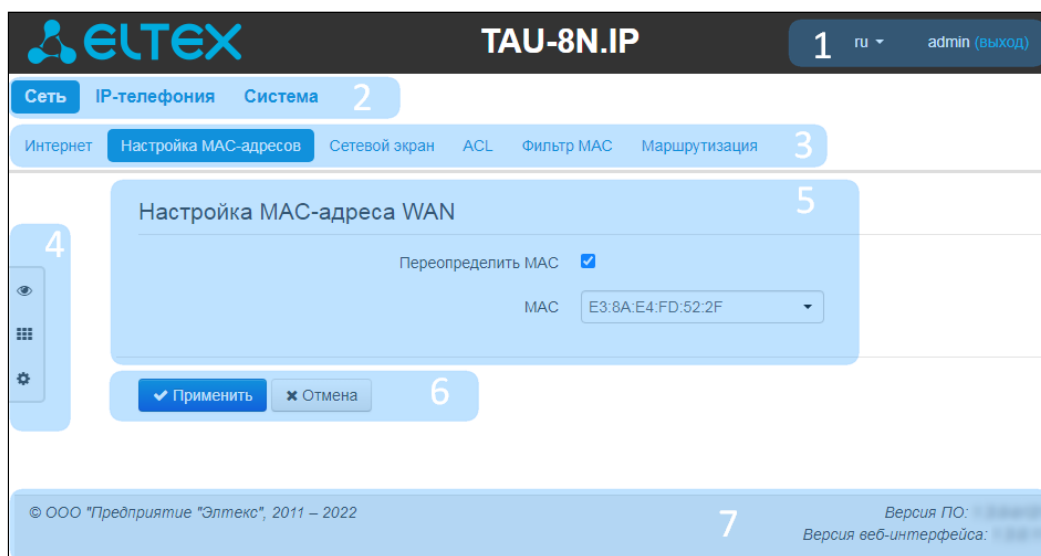 ELTEX
TAU-8N.IP
1 ru admin (выход)
Сеть IP-телефония Система 2
Интернет Настройка MAC-адресов Сетевой экран ACL Фильтр MAC Маршрутизация 3
5
Настройка MAC-адреса WAN
4
Переопределить MAC
MAC E3:8A:E4:FD:52:2F
Применить Отмена 6
© ООО "Предприятие "Элтекс", 2011 – 2022
7
Версия ПО:
Версия веб-интерфейса: